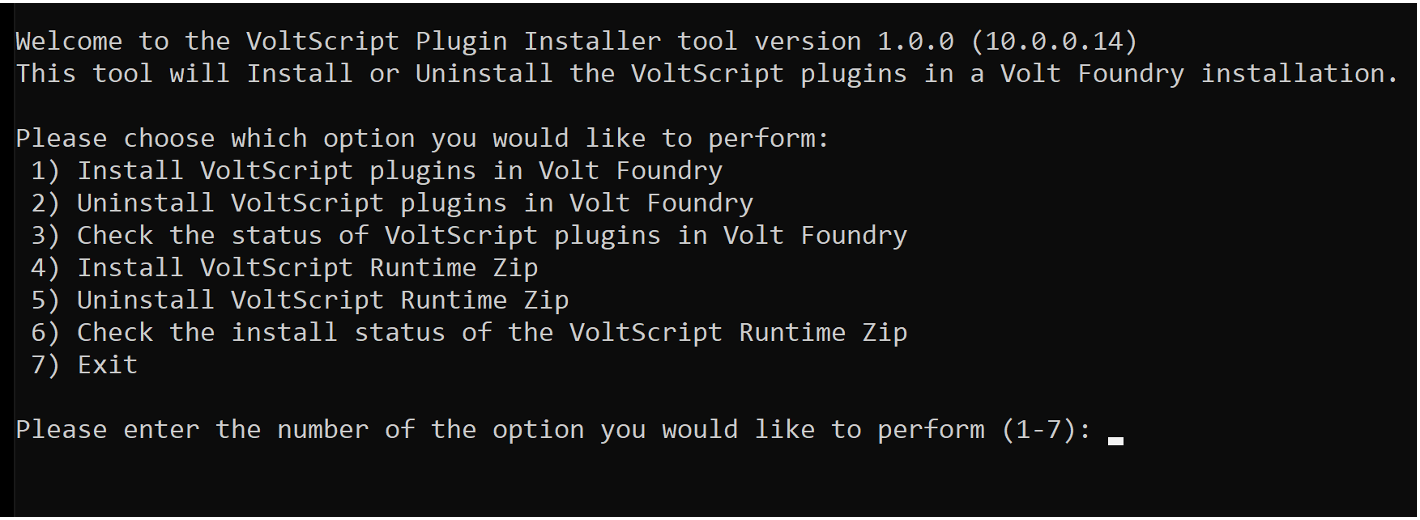 Welcome to the VoltScript Plugin Installer tool version 1.0.0 (10.0.0.14)
This tool will Install or Uninstall the VoltScript plugins in a Volt Foundry installation.
Please choose which option you would like to perform:
1) Install VoltScript plugins in Volt Foundry
2) Uninstall VoltScript plugins in Volt Foundry
3) Check the status of VoltScript plugins in Volt Foundry
4) Install VoltScript Runtime Zip
5) Uninstall VoltScript Runtime Zip
6) Check the install status of the VoltScript Runtime Zip
7) Exit
Please enter the number of the option you would like to perform (1-7):